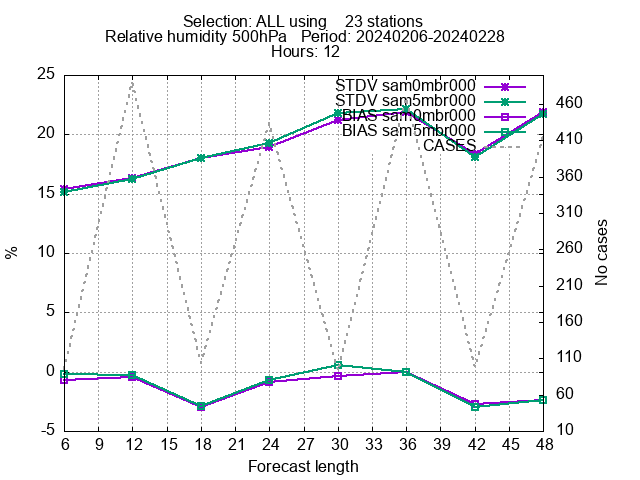 Selection: ALL using    23 stations
Relative humidity 500hPa   Period: 20240206-20240228
Hours: 12
STDV sam0mbr000
STDV sam5mbr000
BIAS sam0mbr000
BIAS sam5mbr000
CASES
25
20
15
10
5
0
-5
%
460
410
360
310
260
210
160
110
60
10
No cases
6 9 12 15 18 21 24 27 30 33 36 39 42 45 48
Forecast length